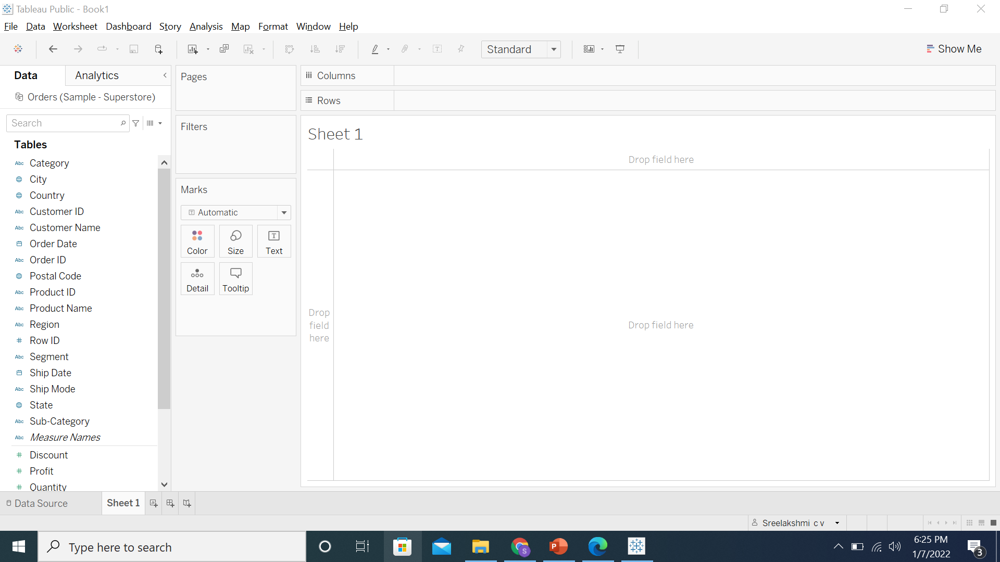 Tableau Public - Book1
File Data Worksheet Dashboard Story Analysis Map Format Window Help
Standard
Show Me
Data
Analytics
Orders (Sample - Superstore)
Search
Tables
Abc Category
City
Country
Abc Customer ID
Abc Customer Name
Order Date
Abc Order ID
Postal Code
Abc Product ID
Abc Product Name
Abc Region
# Row ID
Abc Segment
Ship Date
Abc Ship Mode
State
Abc Sub-Category
Abc Measure Names
# Discount
# Profit
# Quantity
Pages
Filters
Marks
T Automatic
Color
Size
T
Text
Detail
Tooltip
Columns
Rows
Sheet 1
Drop field here
Drop
field
here
Drop field here
Data Source
Sheet 1
Sreelakshmi c v
Type here to search
S
P
6:25 PM
1/7/2022
3